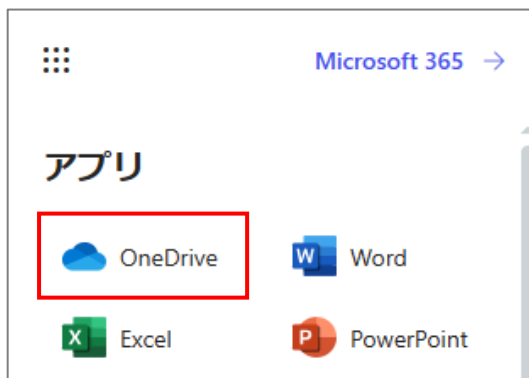 Microsoft 365 →
アプリ
OneDrive
W Word
X Excel
P PowerPoint